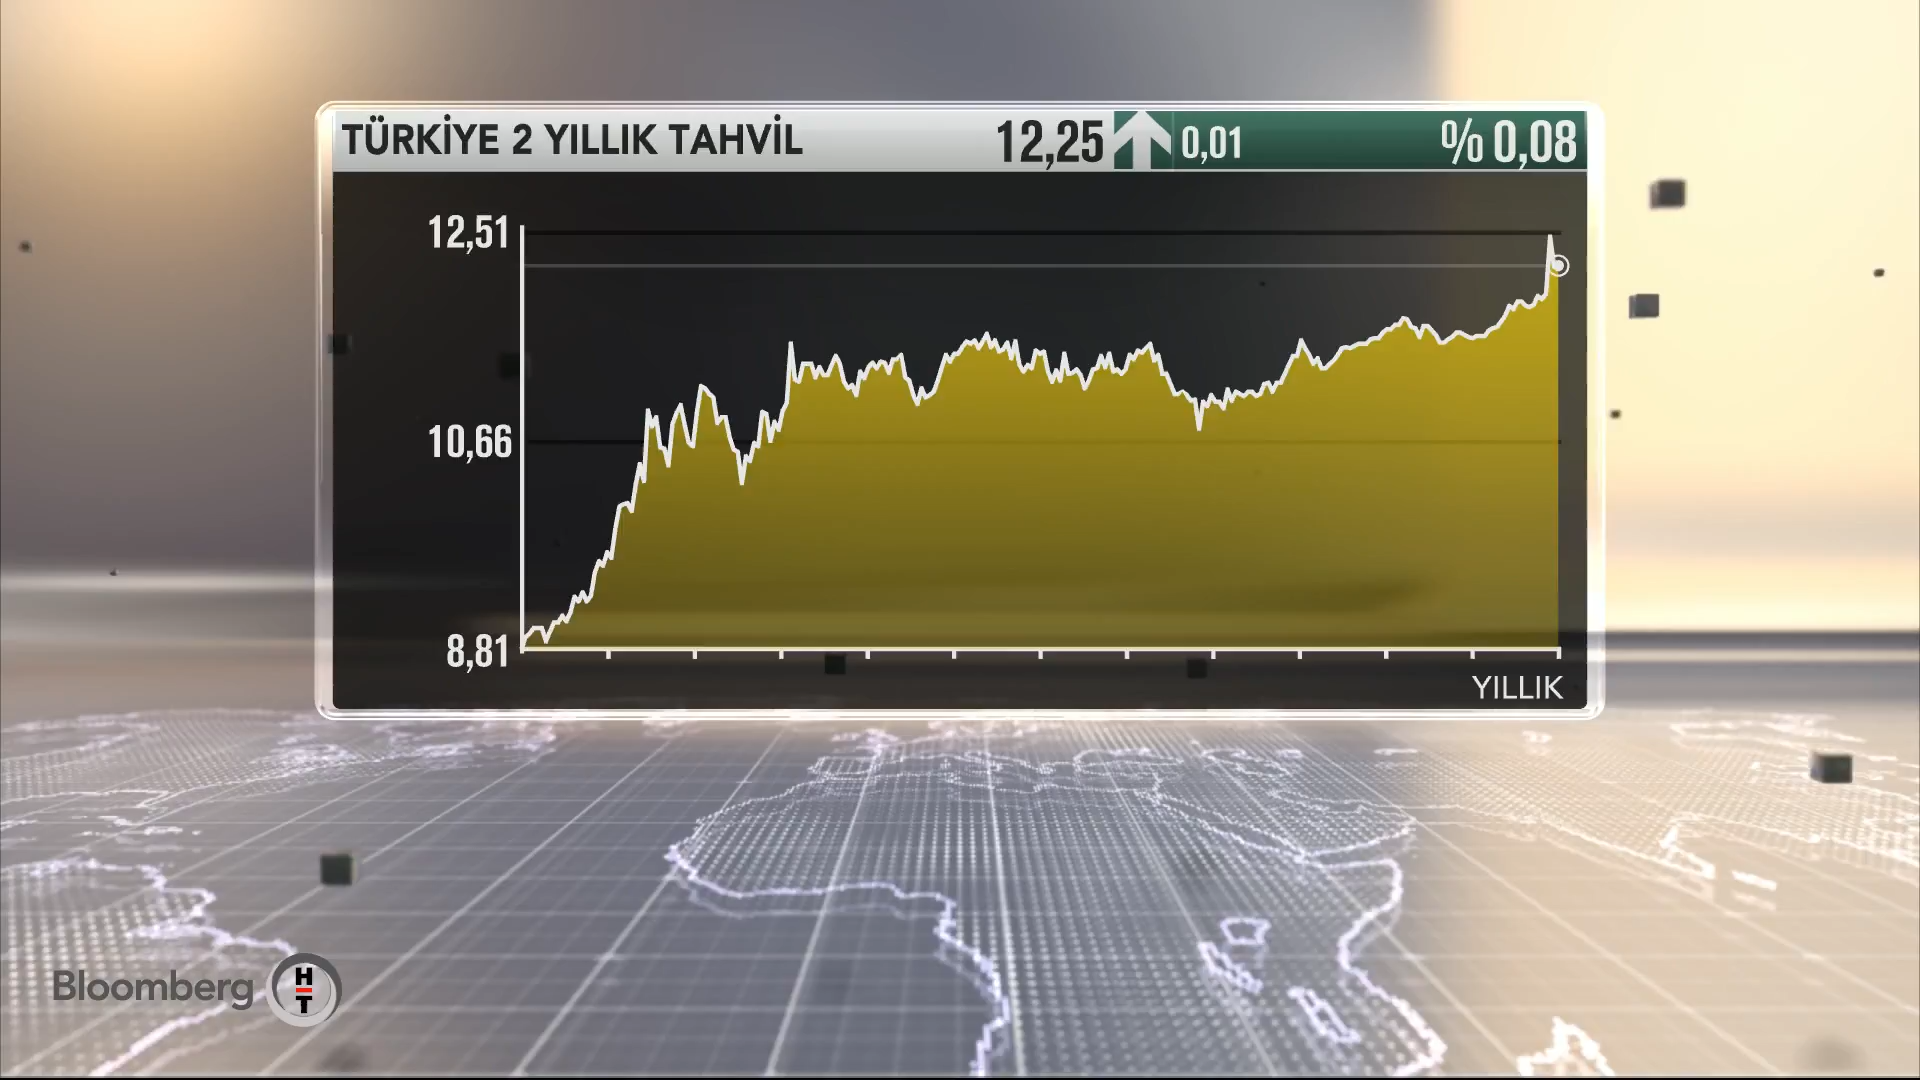 TÜRKİYE 2 YILLIK TAHVİL 12,25 0,01 % 0,08
12,51
10,66
8,81
YILLIK
Bloomberg HT